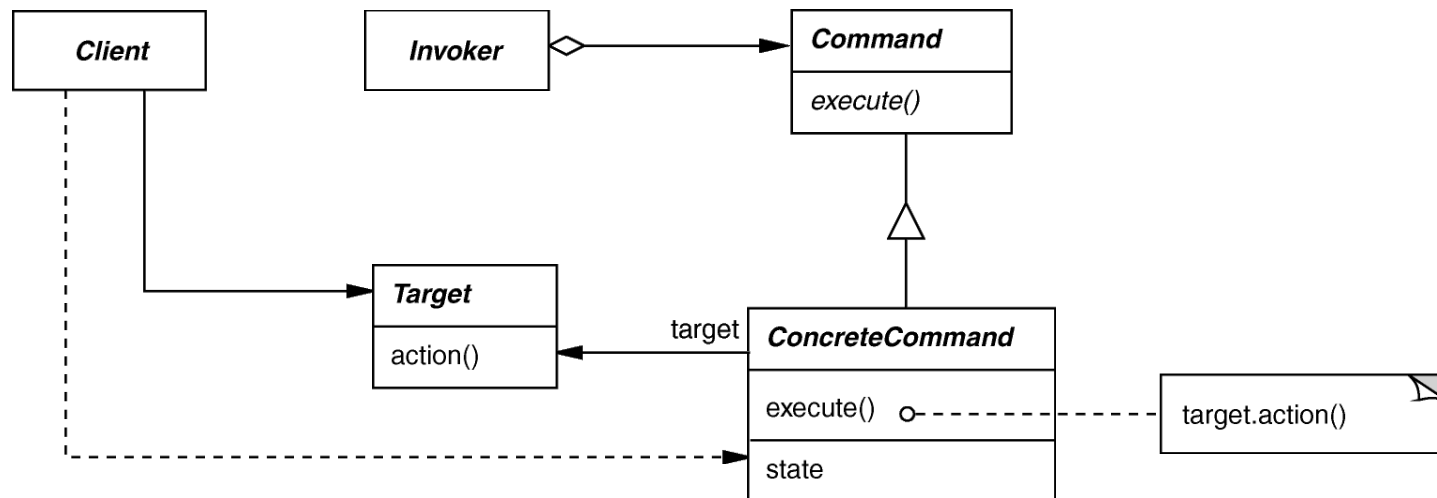 Client
Invoker
Command
execute()
Target
action()
target
ConcreteCommand
execute()
target.action()
state